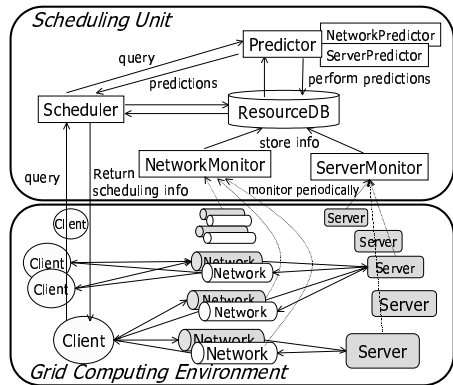 Scheduling Unit
query
Predictor
NetworkPredictor
ServerPredictor
predictions
perform predictions
Scheduler
ResourceDB
store info
NetworkMonitor
ServerMonitor
query
Return
scheduling info
monitor periodically
Client
Server
Server
Client
Network
Network
Server
Client
Network
Network
Server
Client
Network
Network
Server
Grid Computing Environment